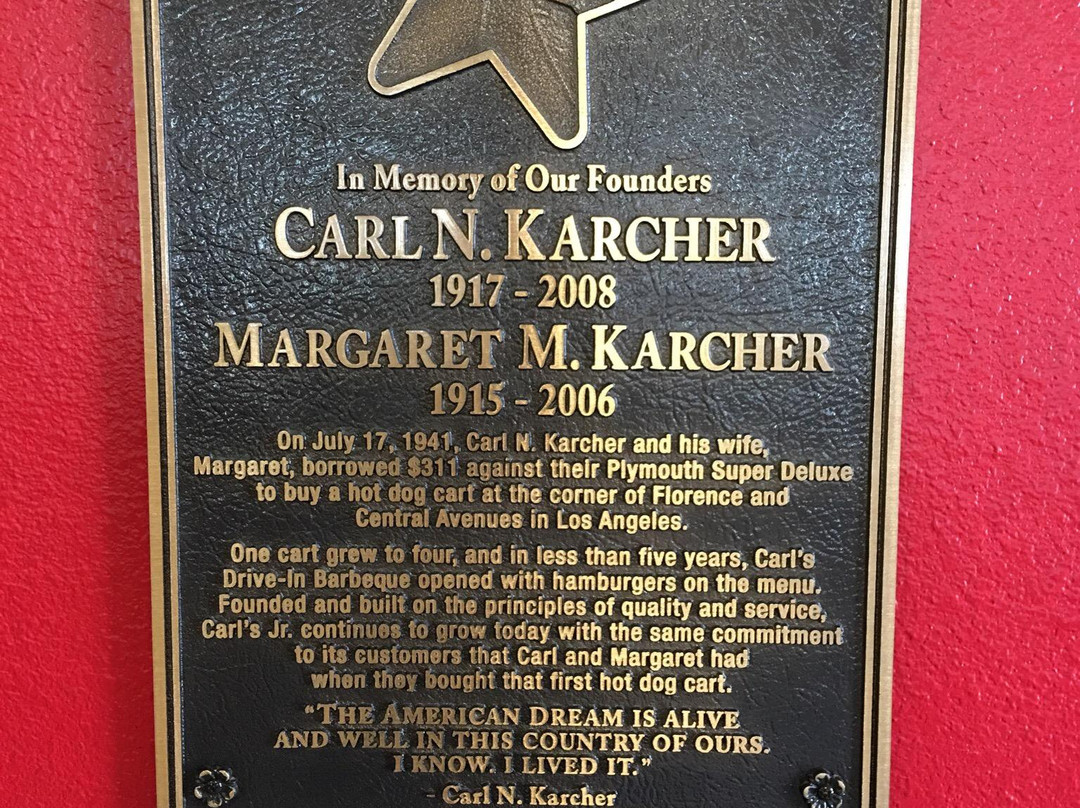 In Memory of Our Founders
CARL N. KARCHER
1917 - 2008
MARGARET M. KARCHER
1915 - 2006
On July 17, 1941, Carl N. Karcher and his wife,
Margaret, borrowed $311 against their Plymouth Super Deluxe
to buy a hot dog cart at the corner of Florence and
Central Avenues in Los Angeles.
One cart grew to four, and in less than five years, Carl's
Drive-In Barbeque opened with hamburgers on the menu.
Founded and built on the principles of quality and service,
Carl's Jr. continues to grow today with the same commitment
to its customers that Carl and Margaret had
when they bought that first hot dog cart.
"THE AMERICAN DREAM IS ALIVE
AND WELL IN THIS COUNTRY OF OURS.
I KNOW. I LIVED IT."
- Carl N. Karcher